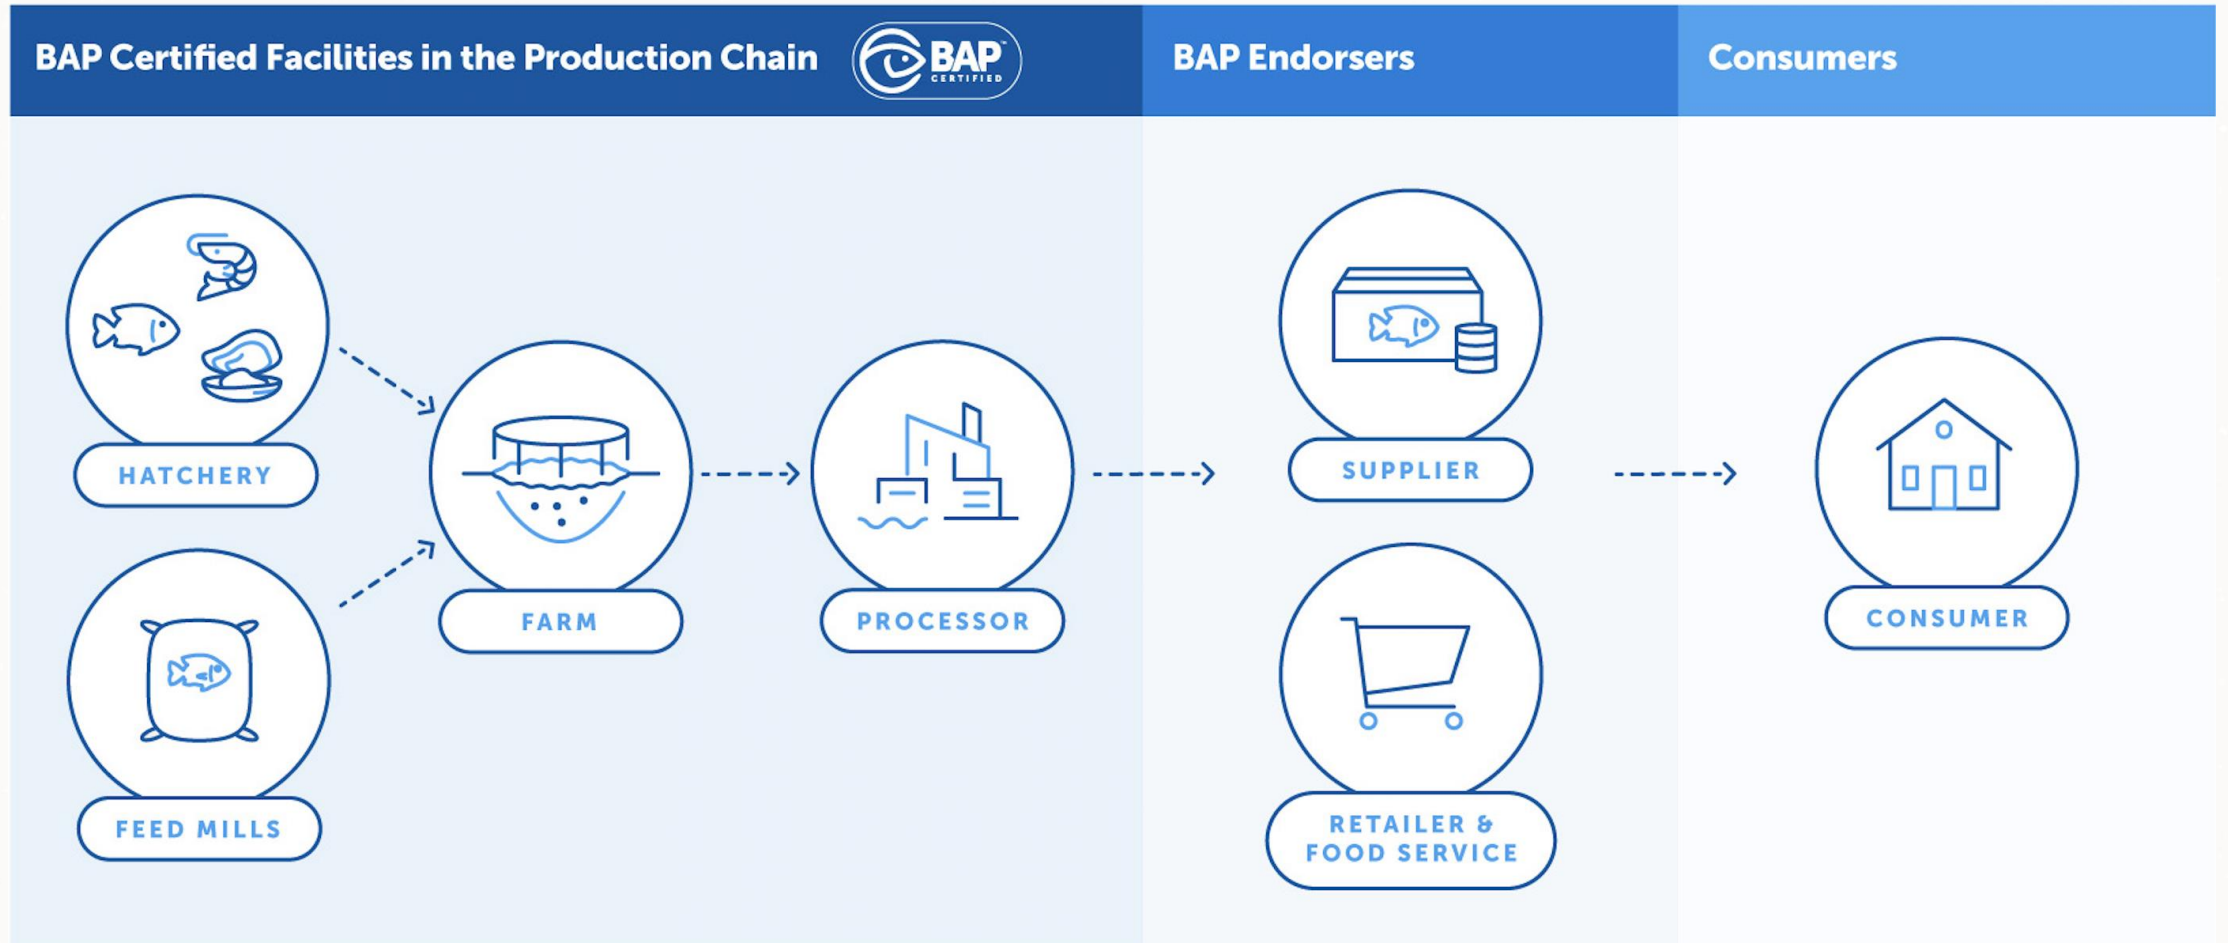 BAP Certified Facilities in the Production Chain
BAP™
CERTIFIED
BAP Endorsers
Consumers
HATCHERY
FEED MILLS
FARM
PROCESSOR
SUPPLIER
RETAILER &
FOOD SERVICE
CONSUMER